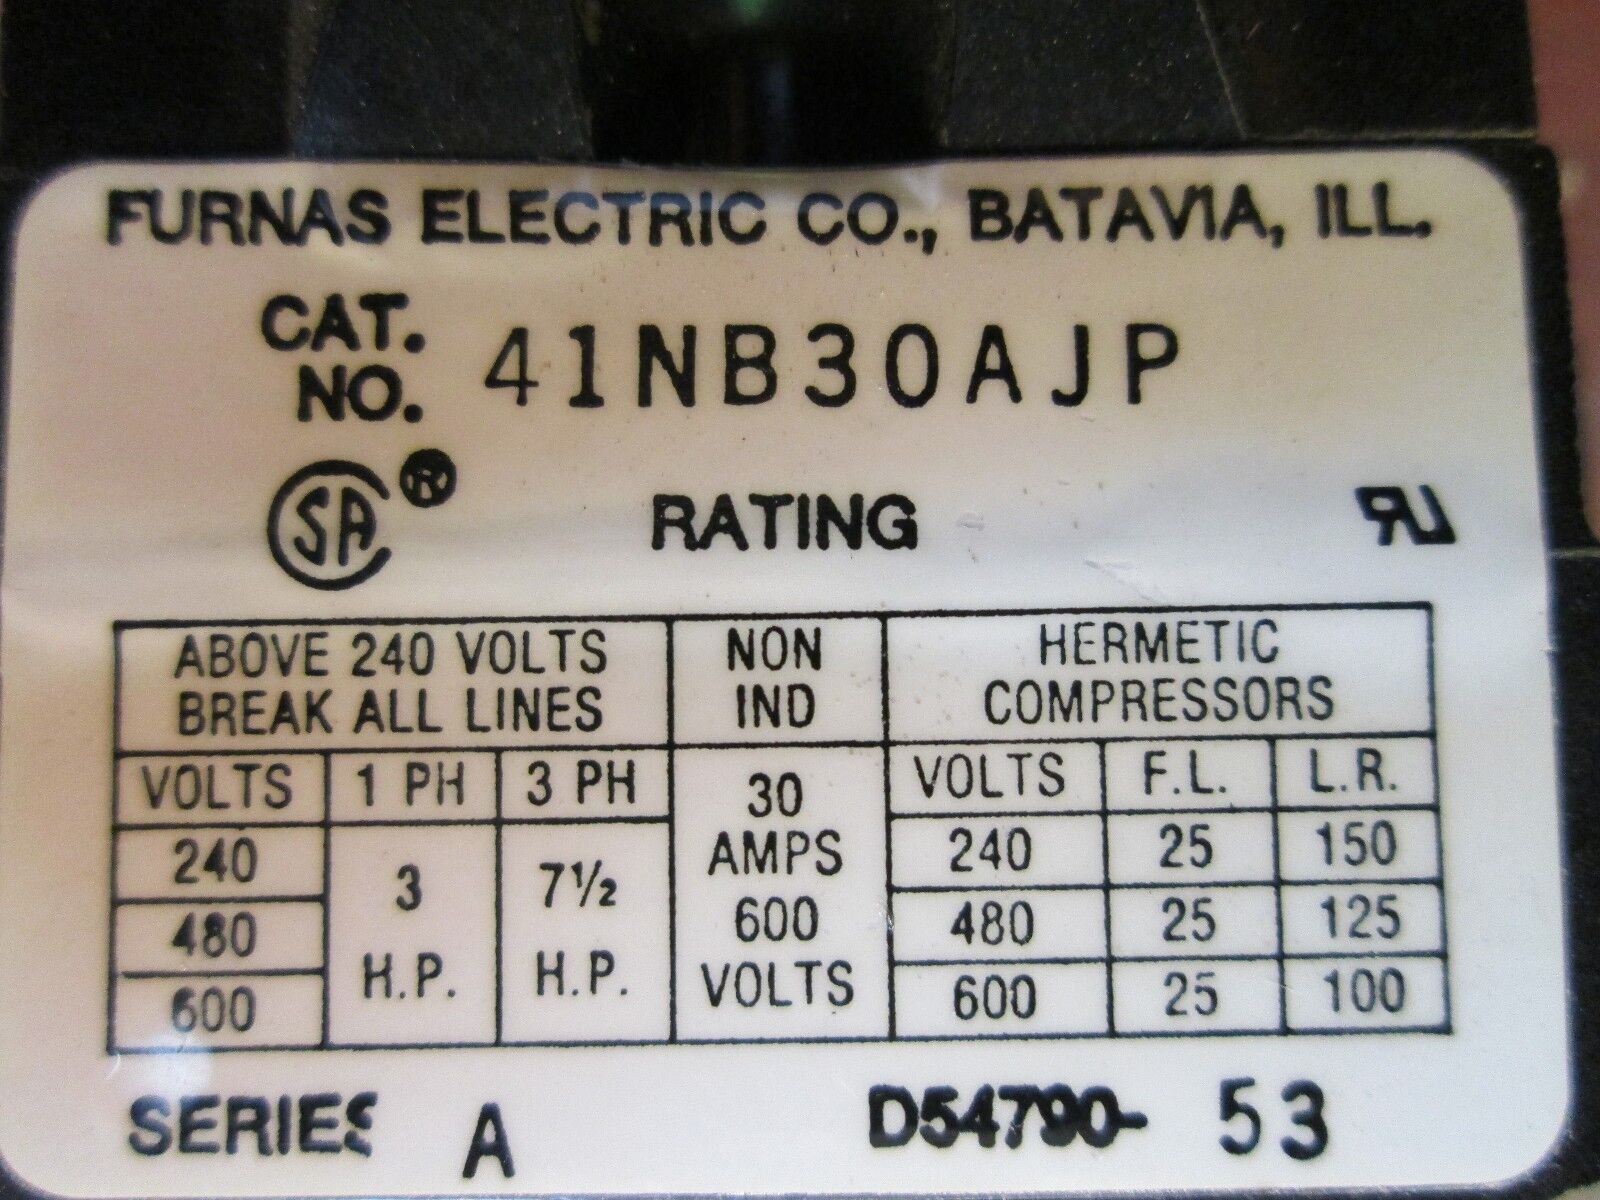 FURNAS ELECTRIC CO., BATAVIA, ILL.
CAT. NO. 41NB30AJP
SA ®
RATING
RU
ABOVE 240 VOLTS
BREAK ALL LINES
NON
IND
HERMETIC
COMPRESSORS
VOLTS 1 PH 3 PH
30
AMPS
600
VOLTS
VOLTS F.L. L.R.
240
480
600
3
H.P.
7½
H.P.
240 25 150
480 25 125
600 25 100
SERIES A
D54790- 53